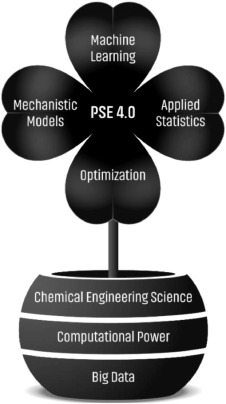 Machine
Learning
Mechanistic
Models
PSE 4.0
Applied
Statistics
Optimization
Chemical Engineering Science
Computational Power
Big Data